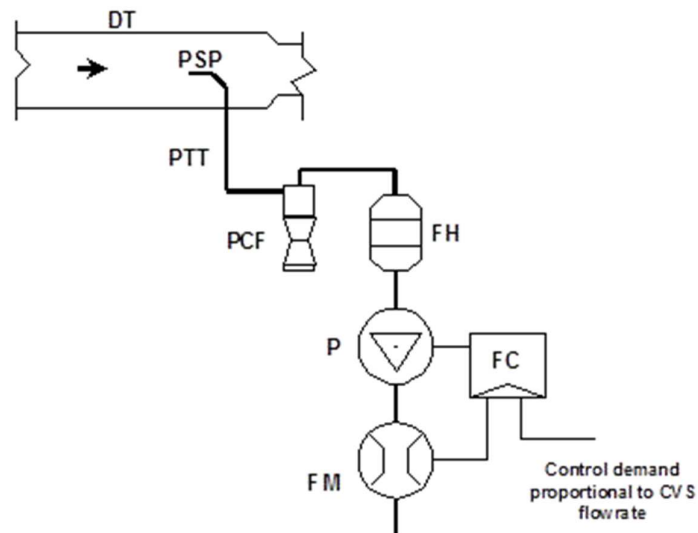 DT
PSP
PTT
PCF
FH
P
FC
FM
Control demand
proportional to CVS
flowrate